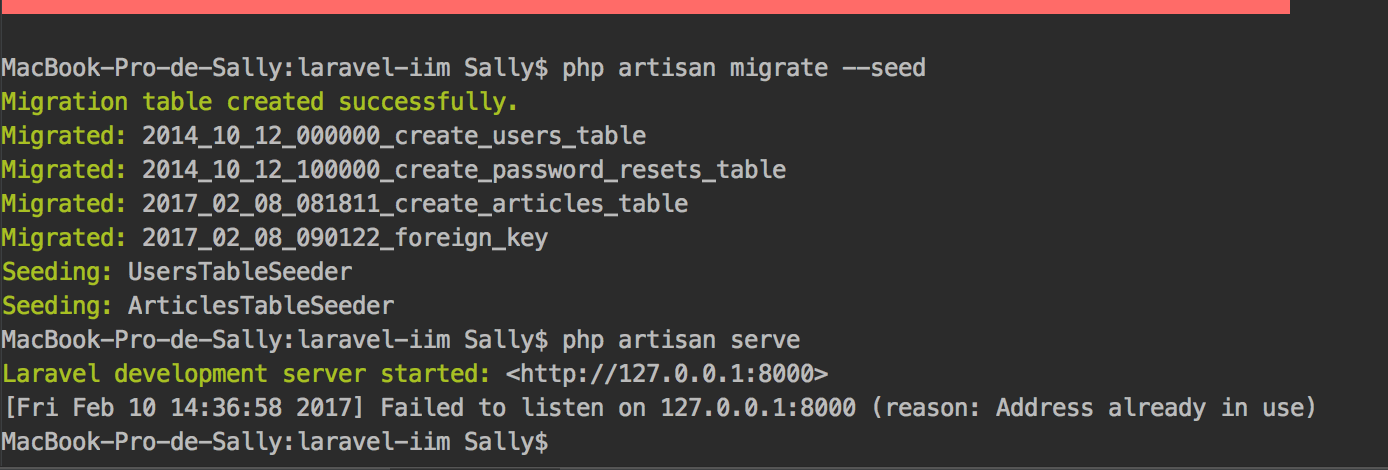 MacBook-Pro-de-Sally:laravel-iim Sally$ php artisan migrate --seed
Migration table created successfully.
Migrated: 2014_10_12_000000_create_users_table
Migrated: 2014_10_12_100000_create_password_resets_table
Migrated: 2017_02_08_081811_create_articles_table
Migrated: 2017_02_08_090122_foreign_key
Seeding: UsersTableSeeder
Seeding: ArticlesTableSeeder
MacBook-Pro-de-Sally:laravel-iim Sally$ php artisan serve
Laravel development server started: <http://127.0.0.1:8000>
[Fri Feb 10 14:36:58 2017] Failed to listen on 127.0.0.1:8000 (reason: Address already in use)
MacBook-Pro-de-Sally:laravel-iim Sally$